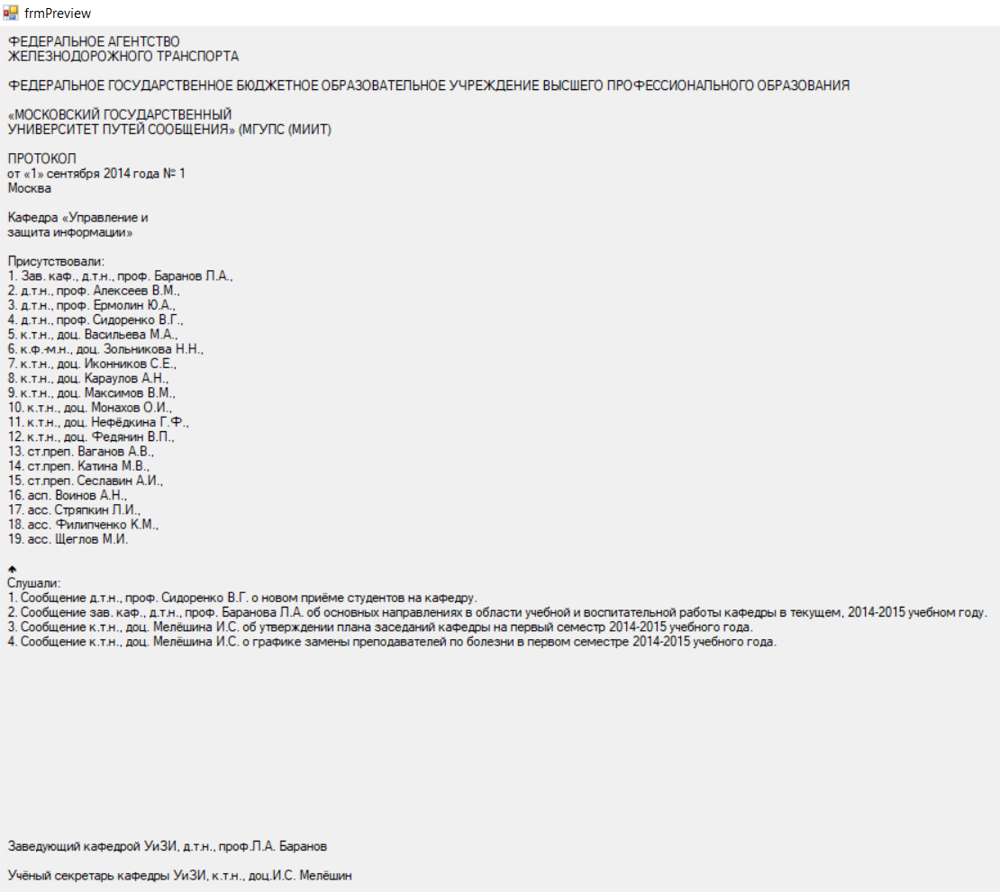 frmPreview
ФЕДЕРАЛЬНОЕ АГЕНТСТВО
ЖЕЛЕЗНОДОРОЖНОГО ТРАНСПОРТА
ФЕДЕРАЛЬНОЕ ГОСУДАРСТВЕННОЕ БЮДЖЕТНОЕ ОБРАЗОВАТЕЛЬНОЕ УЧРЕЖДЕНИЕ ВЫСШЕГО ПРОФЕССИОНАЛЬНОГО ОБРАЗОВАНИЯ
«МОСКОВСКИЙ ГОСУДАРСТВЕННЫЙ
УНИВЕРСИТЕТ ПУТЕЙ СООБЩЕНИЯ» (МГУПС (МИИТ)
ПРОТОКОЛ
от «1» сентября 2014 года № 1
Москва
Кафедра «Управление и
защита информации»
Присутствовали:
1. Зав. каф., д.т.н., проф. Баранов Л.А.,
2. д.т.н., проф. Алексеев В.М.,
3. д.т.н., проф. Ермолин Ю.А.,
4. д.т.н., проф. Сидоренко В.Г.,
5. к.т.н., доц. Васильева М.А.,
6. к.ф.-м.н., доц. Зольникова Н.Н.,
7. к.т.н., доц. Иконников С.Е.,
8. к.т.н., доц. Караулов А.Н.,
9. к.т.н., доц. Максимов В.М.,
10. к.т.н., доц. Монахов О.И.,
11. к.т.н., доц. Нефёдкина Г.Ф.,
12. к.т.н., доц. Федянин В.П.,
13. ст.преп. Ваганов А.В.,
14. ст.преп. Катина М.В.,
15. ст.преп. Сеславин А.И.,
16. асп. Воинов А.Н.,
17. асс. Стряпкин Л.И.,
18. асс. Филипченко К.М.,
19. асс. Щеглов М.И.
Слушали:
1. Сообщение д.т.н., проф. Сидоренко В.Г. о новом приёме студентов на кафедру.
2. Сообщение зав. каф., д.т.н., проф. Баранова Л.А. об основных направлениях в области учебной и воспитательной работы кафедры в текущем, 2014-2015 учебном году.
3. Сообщение к.т.н., доц. Мелёшина И.С. об утверждении плана заседаний кафедры на первый семестр 2014-2015 учебного года.
4. Сообщение к.т.н., доц. Мелёшина И.С. о графике замены преподавателей по болезни в первом семестре 2014-2015 учебного года.
Заведующий кафедрой УиЗИ, д.т.н., проф.Л.А. Баранов
Учёный секретарь кафедры УиЗИ, к.т.н., доц.И.С. Мелёшин